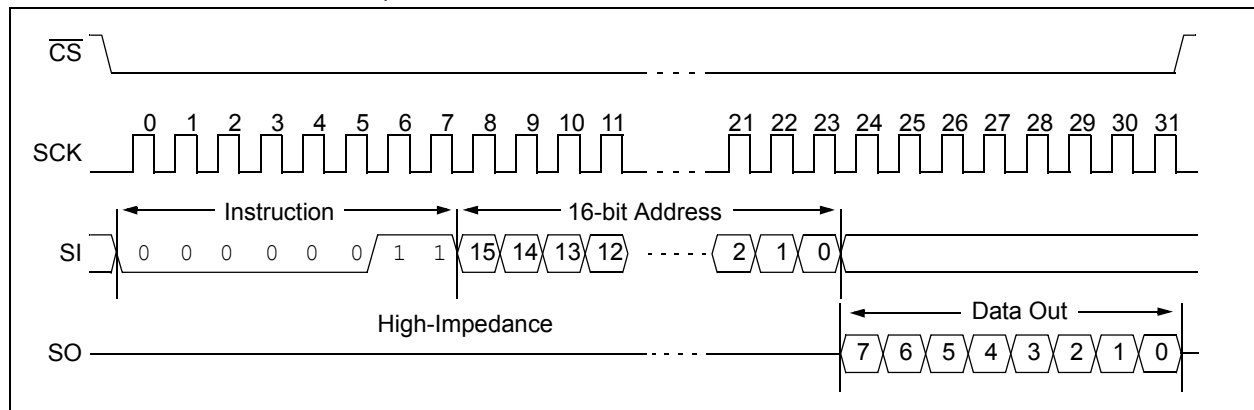 CS
0 1 2 3 4 5 6 7 8 9 10 11 21 22 23 24 25 26 27 28 29 30 31
SCK
Instruction 16-bit Address
SI 0 0 0 0 0 0 1 1 15 14 13 12 2 1 0
Data Out
High-Impedance
SO 7 6 5 4 3 2 1 0